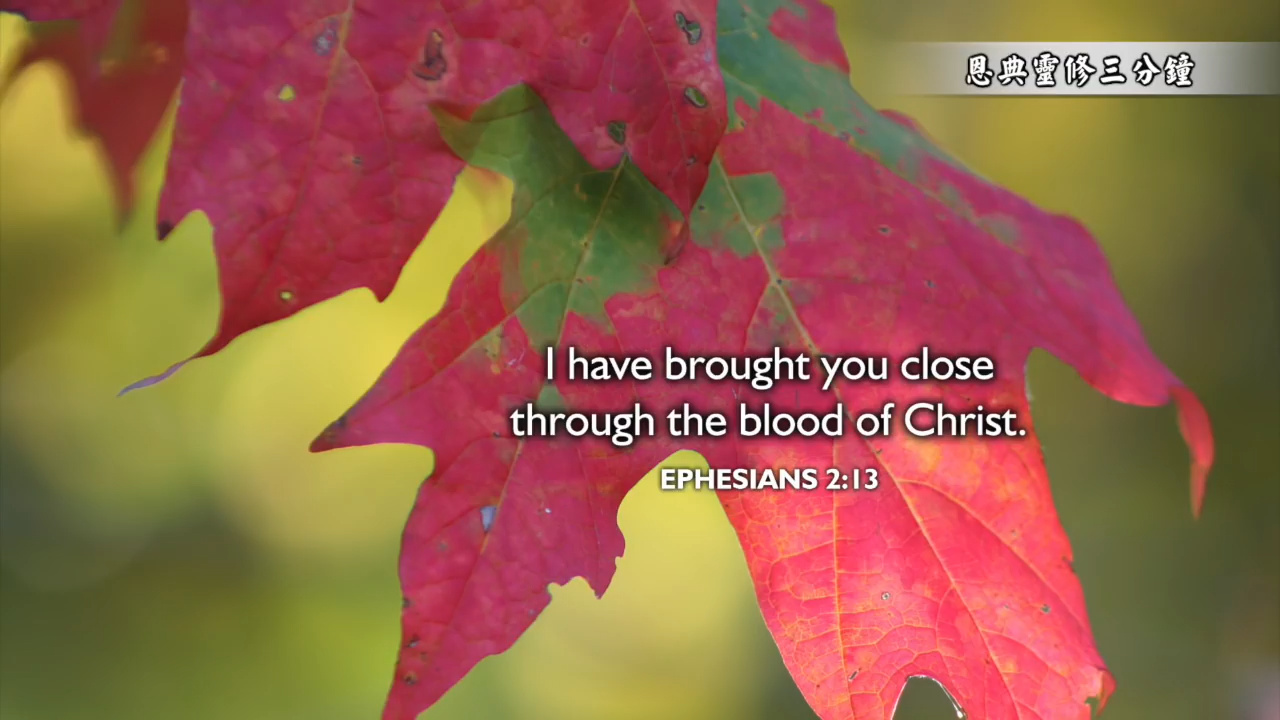 恩典靈修三分鐘
I have brought you close
through the blood of Christ.
EPHESIANS 2:13